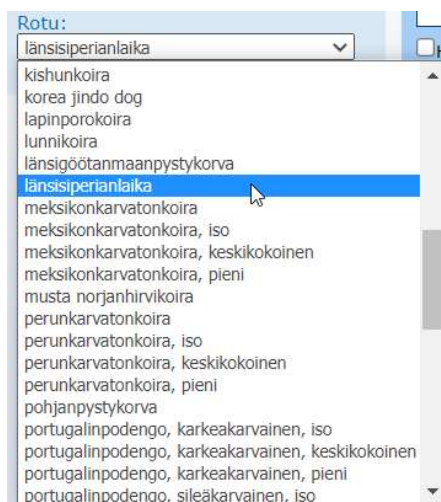 Rotu:
länsisiperianlaika
kishunkoira
korea jindo dog
lapinporokoira
lunnikoira
länsigöötanmaanpystykorva
länsisiperianlaika
meksikonkarvatonkoira
meksikonkarvatonkoira, iso
meksikonkarvatonkoira, keskikokoinen
meksikonkarvatonkoira, pieni
musta norjanhirvikoira
perunkarvatonkoira
perunkarvatonkoira, iso
perunkarvatonkoira, keskikokoinen
perunkarvatonkoira, pieni
pohjanpystykorva
portugalinpodengo, karkeakarvainen, iso
portugalinpodengo, karkeakarvainen, keskikokoinen
portugalinpodengo, karkeakarvainen, pieni
portugalinpodengo, sileäkarvainen, iso